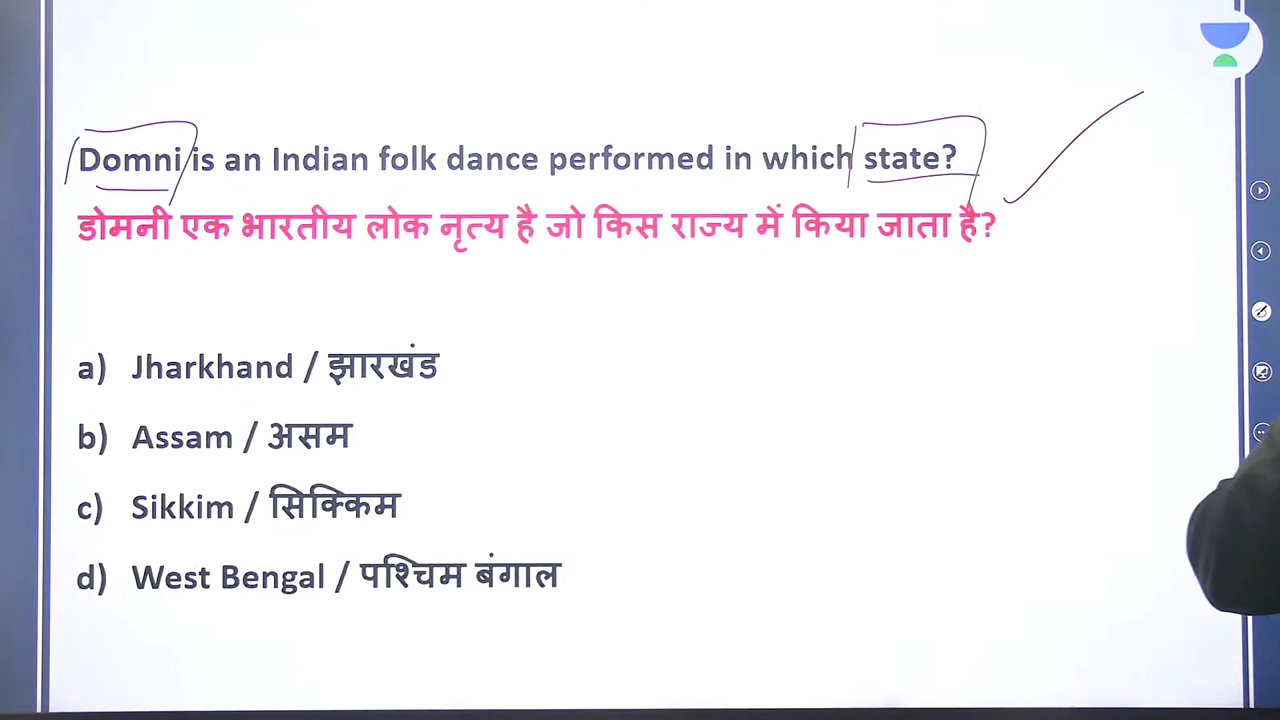 Domni is an Indian folk dance performed in which state?
डोमनी एक भारतीय लोक नृत्य है जो किस राज्य में किया जाता है?
a) Jharkhand / झारखंड
b) Assam / असम
c) Sikkim / सिक्किम
d) West Bengal / पश्चिम बंगाल